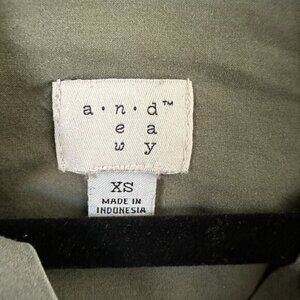 a · n · d™
e a
w y
XS
MADE IN
INDONESIA